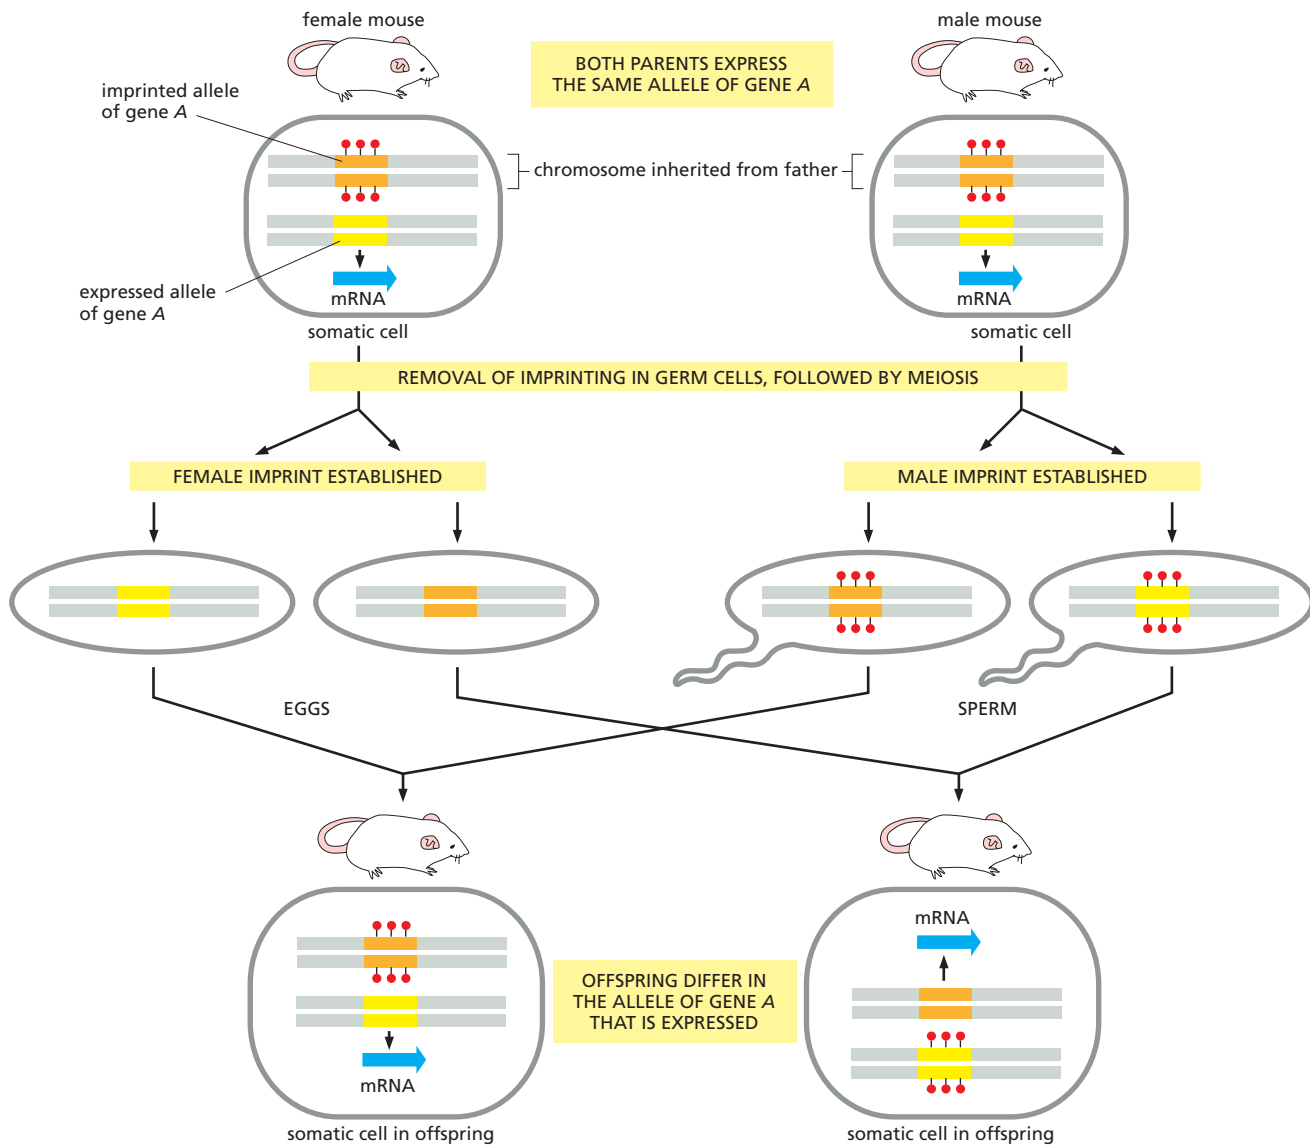 female mouse
male mouse
BOTH PARENTS EXPRESS
THE SAME ALLELE OF GENE A
imprinted allele
of gene A
chromosome inherited from father
expressed allele
of gene A
mRNA
mRNA
somatic cell
somatic cell
REMOVAL OF IMPRINTING IN GERM CELLS, FOLLOWED BY MEIOSIS
FEMALE IMPRINT ESTABLISHED
MALE IMPRINT ESTABLISHED
EGGS
SPERM
mRNA
OFFSPRING DIFFER IN
THE ALLELE OF GENE A
THAT IS EXPRESSED
mRNA
somatic cell in offspring
somatic cell in offspring